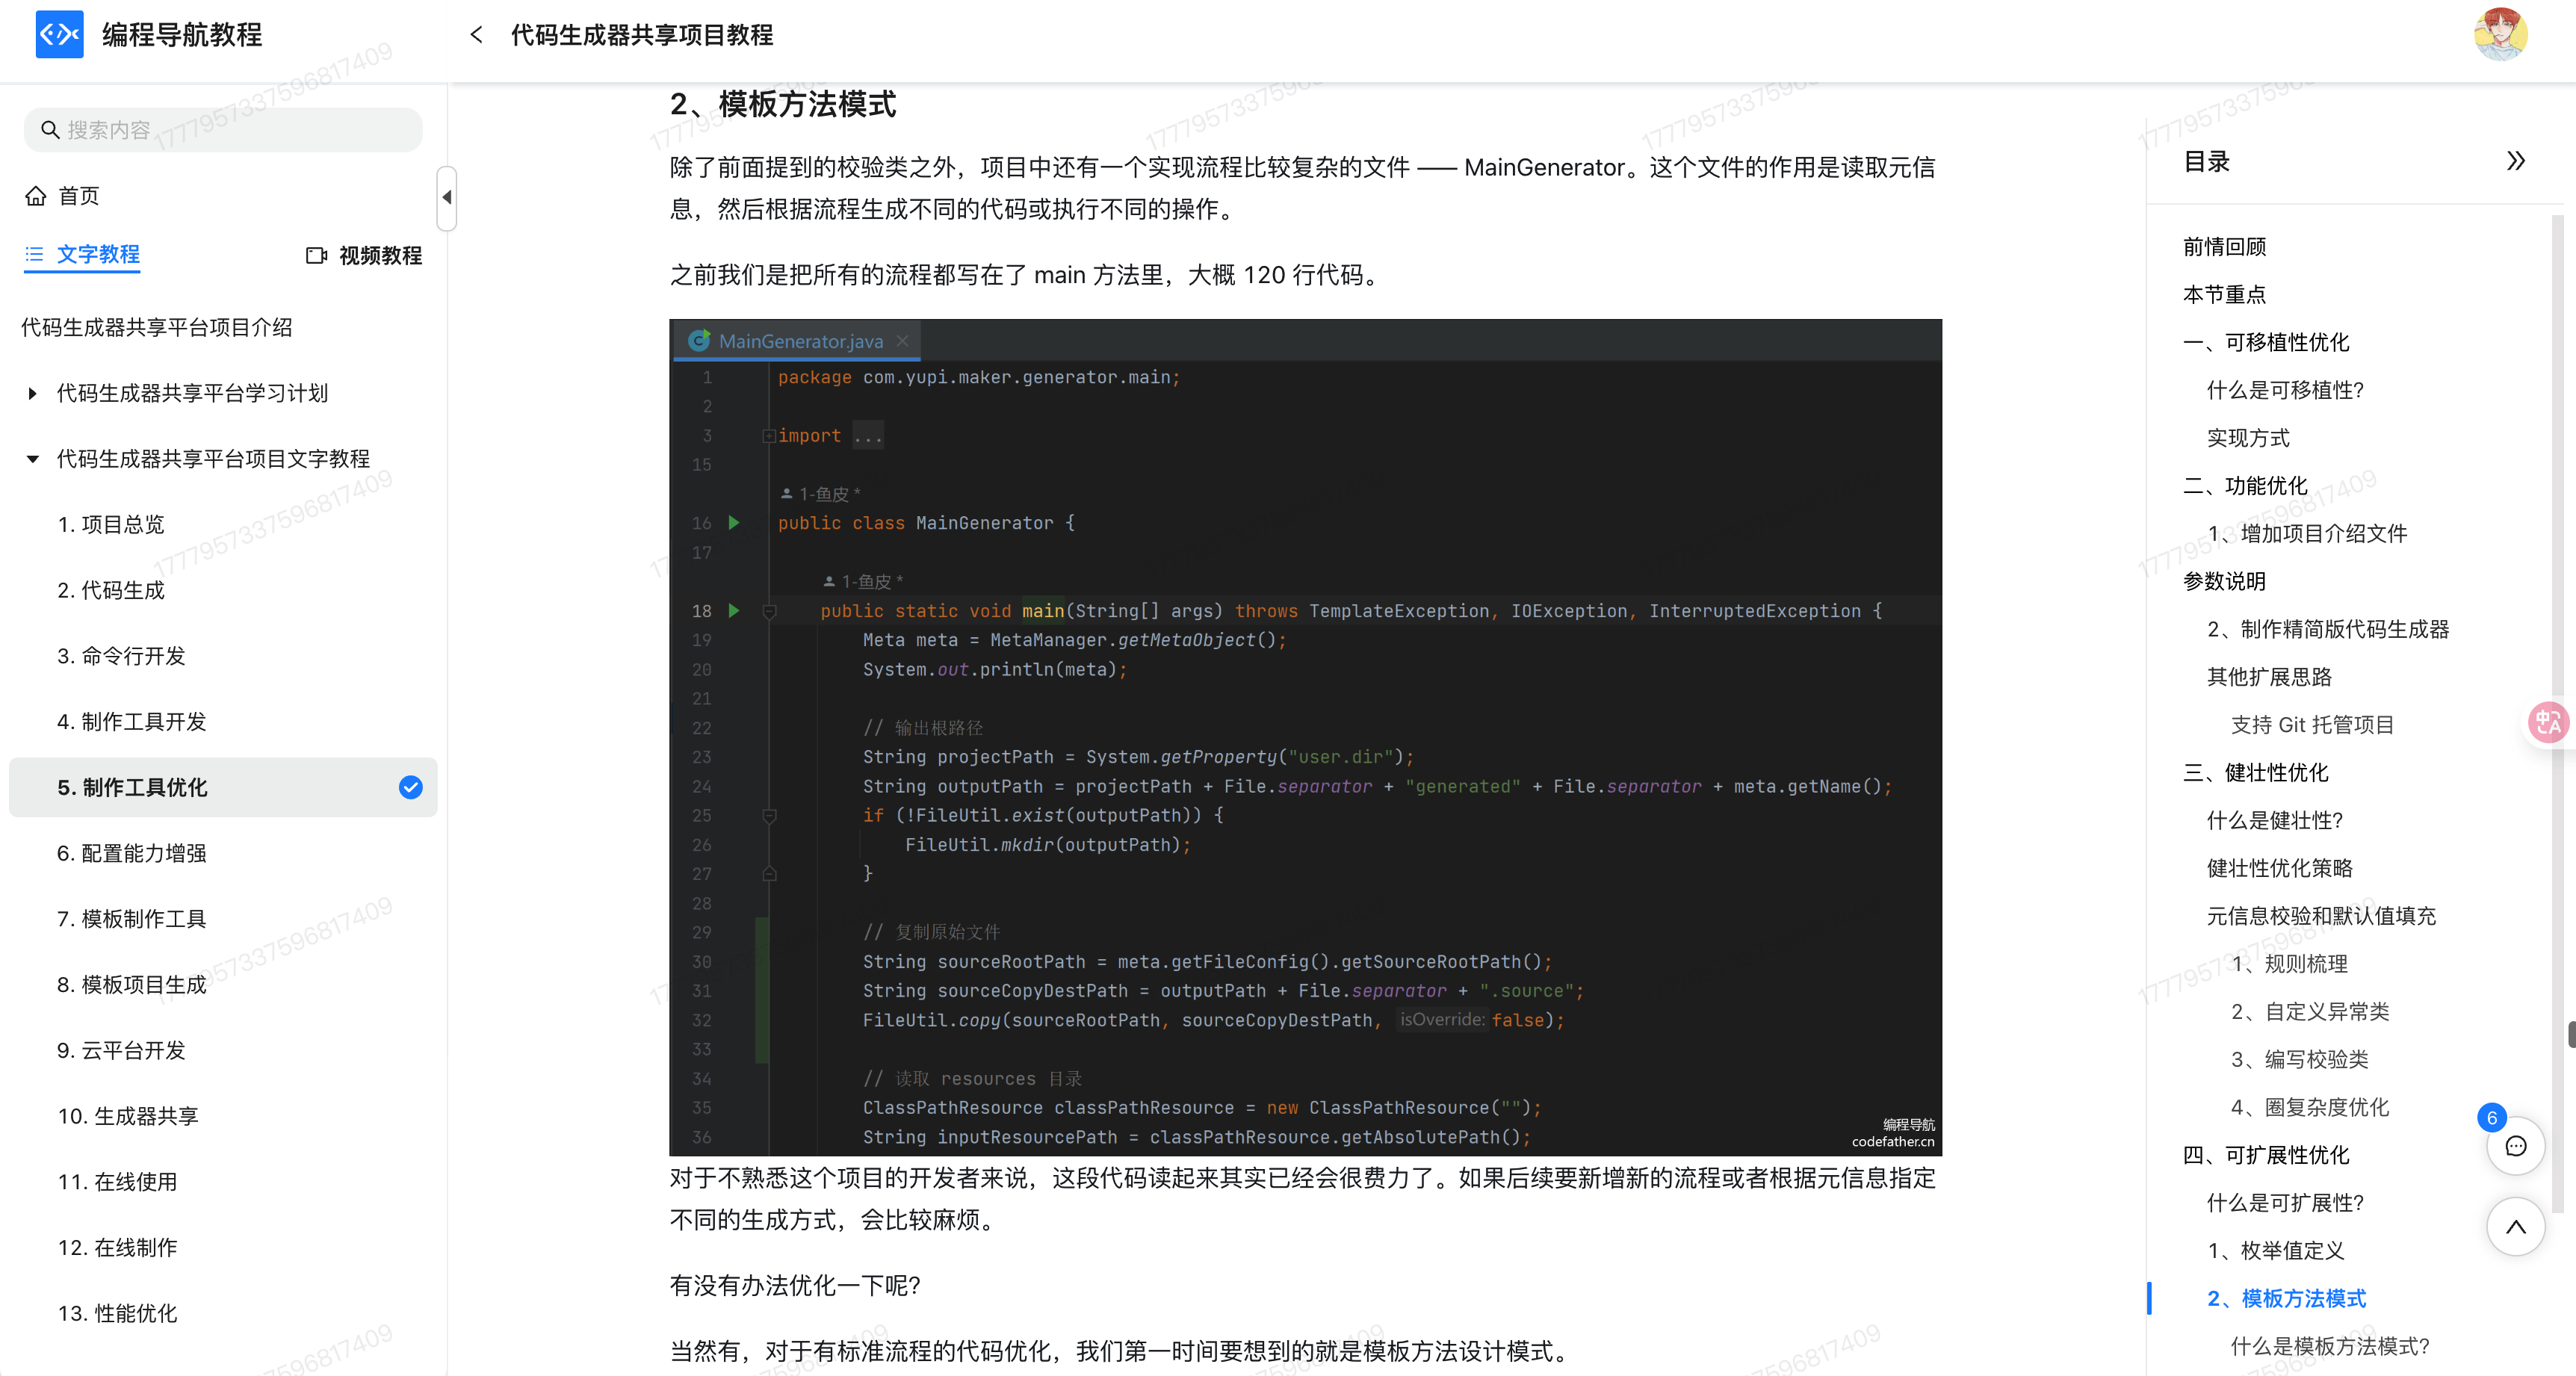 编程导航教程
代码生成器共享项目教程
搜索内容
首页
文字教程
视频教程
代码生成器共享平台项目介绍
代码生成器共享平台学习计划
代码生成器共享平台项目文字教程
1. 项目总览
2. 代码生成
3. 命令行开发
4. 制作工具开发
5. 制作工具优化
6. 配置能力增强
7. 模板制作工具
8. 模板项目生成
9. 云平台开发
10. 生成器共享
11. 在线使用
12. 在线制作
13. 性能优化
2、模板方法模式
除了前面提到的校验类之外，项目中还有一个实现流程比较复杂的文件 —— MainGenerator。这个文件的作用是读取元信
息，然后根据流程生成不同的代码或执行不同的操作。
之前我们是把所有的流程都写在了 main 方法里，大概 120 行代码。
MainGenerator.java
1 package com.yupi.maker.generator.main;
2
3 import ...
15
1-鱼皮 *
16 public class MainGenerator {
17
1-鱼皮 *
18 public static void main(String[] args) throws TemplateException, IOException, InterruptedException {
19 Meta meta = MetaManager.getMetaObject();
20 System.out.println(meta);
21
22 // 输出根路径
23 String projectPath = System.getProperty("user.dir");
24 String outputPath = projectPath + File.separator + "generated" + File.separator + meta.getName();
25 if (!FileUtil.exist(outputPath)) {
26 FileUtil.mkdir(outputPath);
27 }
28
29 // 复制原始文件
30 String sourceRootPath = meta.getFileConfig().getSourceRootPath();
31 String sourceCopyDestPath = outputPath + File.separator + ".source";
32 FileUtil.copy(sourceRootPath, sourceCopyDestPath, isOverride: false);
33
34 // 读取 resources 目录
35 ClassPathResource classPathResource = new ClassPathResource("");
36 String inputResourcePath = classPathResource.getAbsolutePath();
编程导航
codefather.cn
对于不熟悉这个项目的开发者来说，这段代码读起来其实已经会很费力了。如果后续要新增新的流程或者根据元信息指定
不同的生成方式，会比较麻烦。
有没有办法优化一下呢？
当然有，对于有标准流程的代码优化，我们第一时间要想到的就是模板方法设计模式。
目录
前情回顾
本节重点
一、可移植性优化
什么是可移植性？
实现方式
二、功能优化
1、增加项目介绍文件
参数说明
2、制作精简版代码生成器
其他扩展思路
支持 Git 托管项目
三、健壮性优化
什么是健壮性？
健壮性优化策略
元信息校验和默认值填充
1、规则梳理
2、自定义异常类
3、编写校验类
4、圈复杂度优化
四、可扩展性优化
什么是可扩展性？
1、枚举值定义
2、模板方法模式
什么是模板方法模式？
6
中A
1777957337596817409